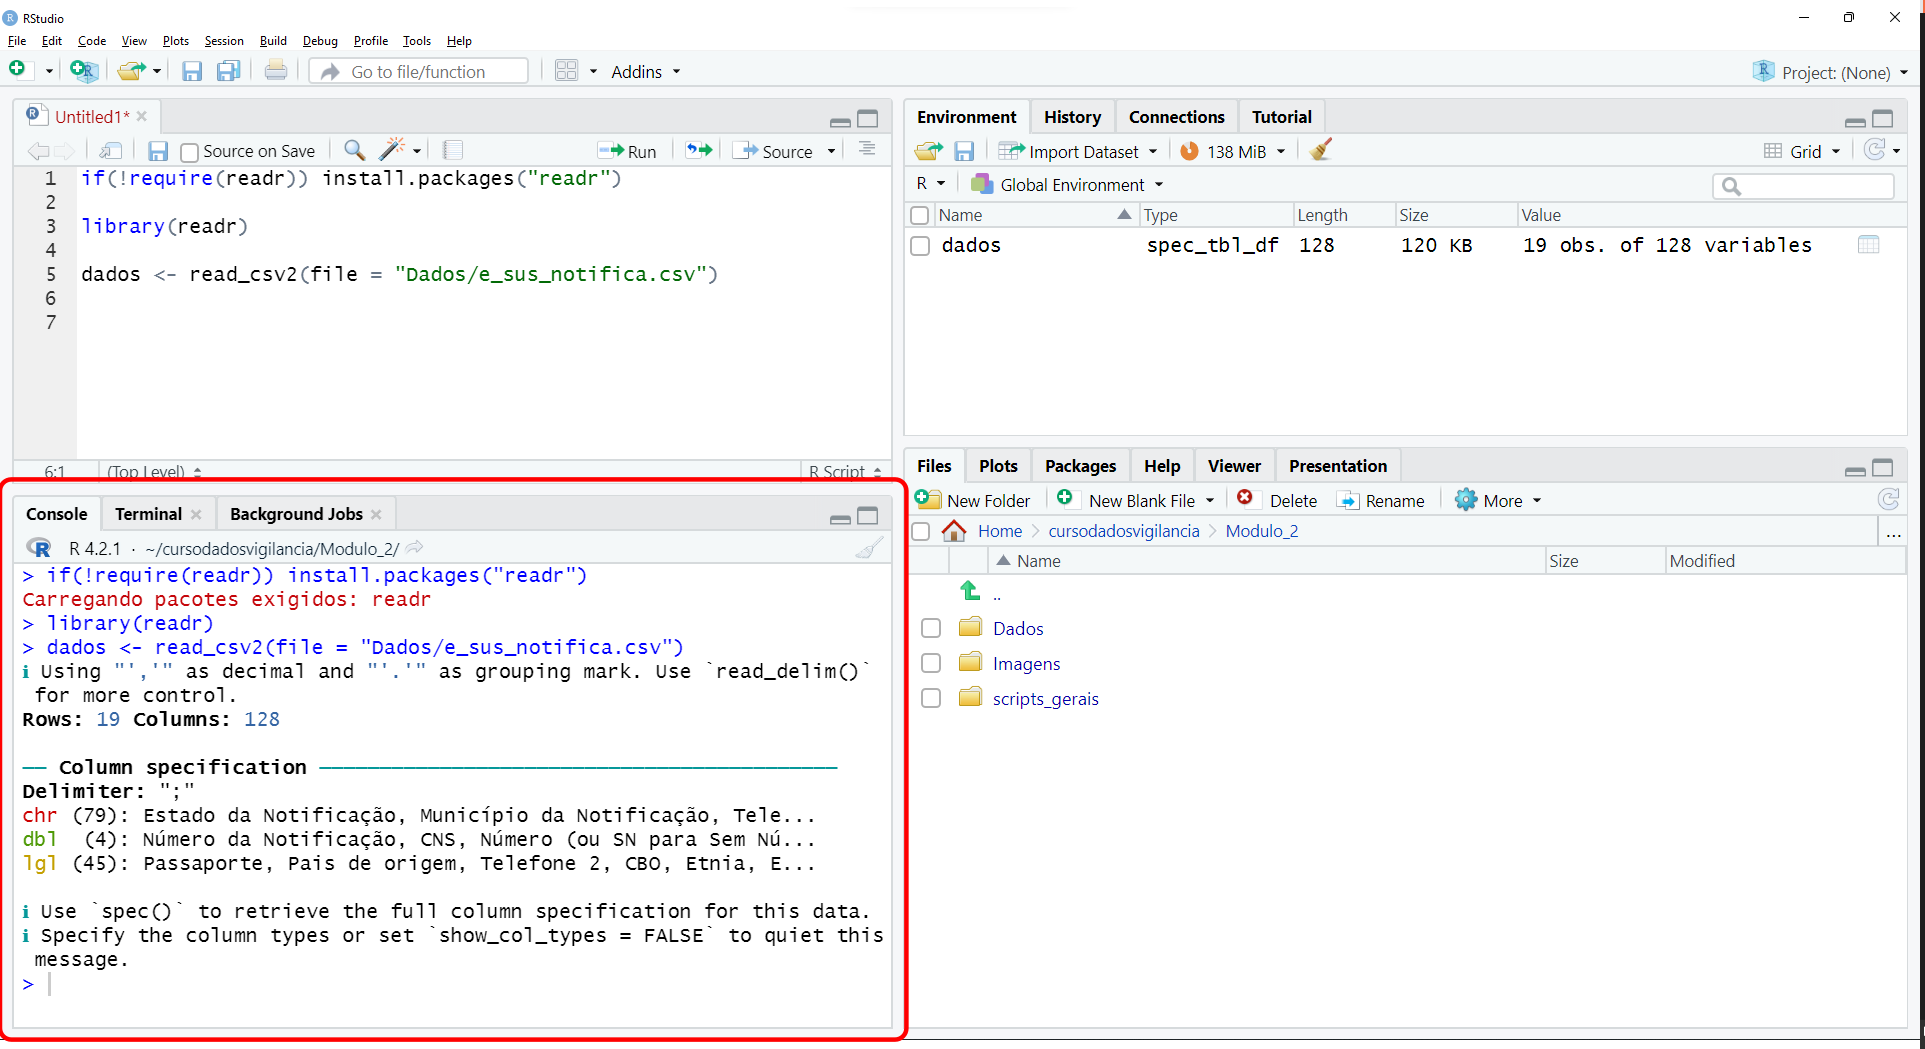 RStudio
File Edit Code View Plots Session Build Debug Profile Tools Help
Go to file/function Addins Project: (None)
Untitled1*
Source on Save Run Source
1 if(!require(readr)) install.packages("readr")
2
3 library(readr)
4
5 dados <- read_csv2(file = "Dados/e_sus_notifica.csv")
6
7
6:1 (Top Level) R Script
Console Terminal Background Jobs
R 4.2.1 · ~/cursodadosvigilancia/Modulo_2/
> if(!require(readr)) install.packages("readr")
Carregando pacotes exigidos: readr
> library(readr)
> dados <- read_csv2(file = "Dados/e_sus_notifica.csv")
i Using "','" as decimal and "'.'" as grouping mark. Use `read_delim()`
for more control.
Rows: 19 Columns: 128
── Column specification ──────────────────────────────
Delimiter: ";"
chr (79): Estado da Notificação, Município da Notificação, Tele...
dbl (4): Número da Notificação, CNS, Número (ou SN para Sem Nú...
lgl (45): Passaporte, Pais de origem, Telefone 2, CBO, Etnia, E...
i Use `spec()` to retrieve the full column specification for this data.
i Specify the column types or set `show_col_types = FALSE` to quiet this
message.
>
Environment History Connections Tutorial
Import Dataset 138 MiB Grid
R Global Environment
Name Type Length Size Value
dados spec_tbl_df 128 120 KB 19 obs. of 128 variables
Files Plots Packages Help Viewer Presentation
New Folder New Blank File Delete Rename More
Home cursodadosvigilancia Modulo_2 ...
Name Size Modified
..
Dados
Imagens
scripts_gerais